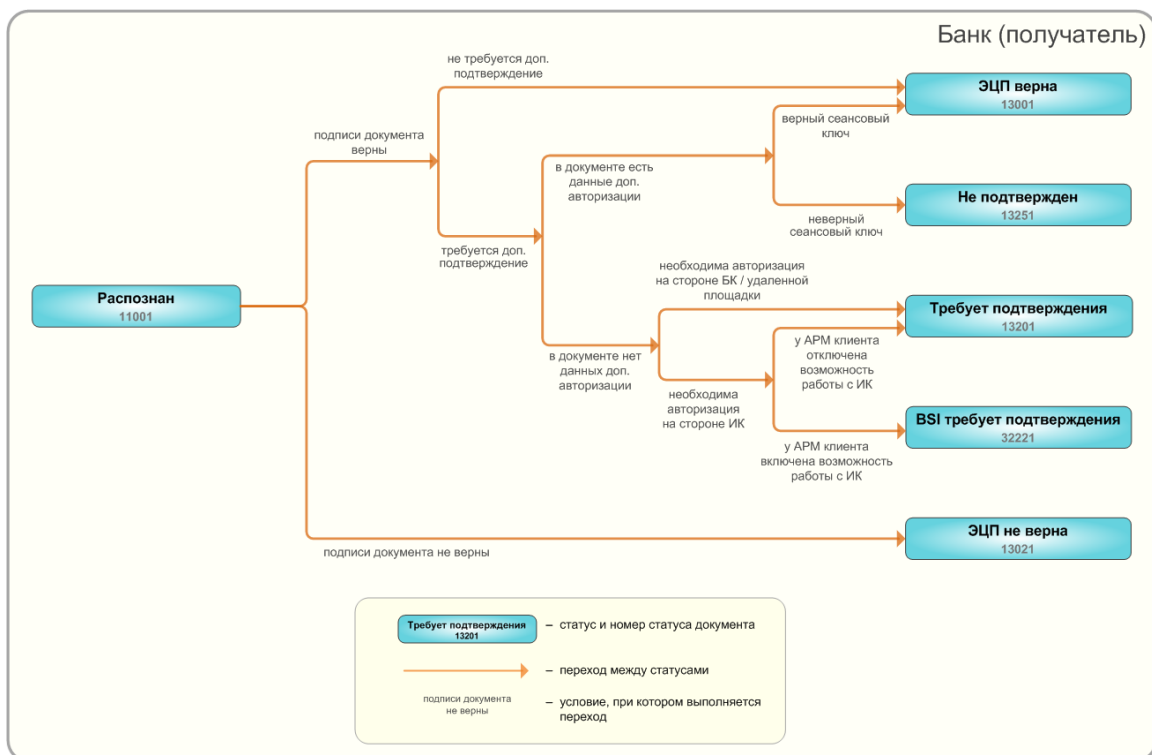 Банк (получатель)
не требуется доп.
подтверждение
ЭЦП верна
13001
подписи документа
верны
верный сеансовый
ключ
в документе есть
данные доп.
авторизации
Не подтвержден
13251
неверный
сеансовый ключ
требуется доп.
подтверждение
необходима авторизация
на стороне БК / удаленной
площадки
Распознан
11001
Требует подтверждения
13201
у АРМ клиента
отключена
возможность
работы с ИК
в документе нет
данных доп.
авторизации
необходима
авторизация
на стороне ИК
BSI требует подтверждения
32221
у АРМ клиента
включена возможность
работы с ИК
ЭЦП не верна
13021
подписи документа не верны
Требует подтверждения
13201
– статус и номер статуса документа
– переход между статусами
подписи документа
не верны
– условие, при котором выполняется
переход